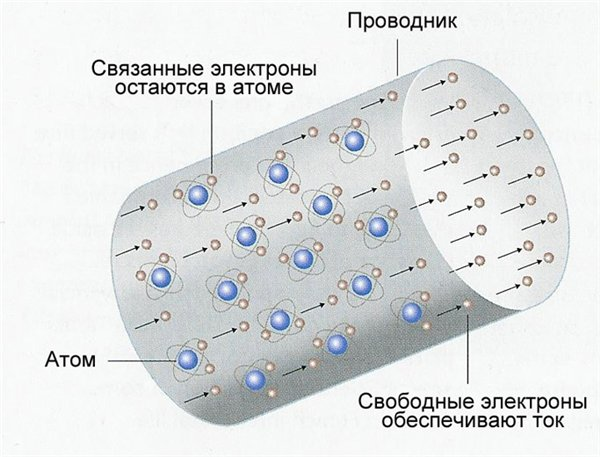 Проводник
Связанные электроны
остаются в атоме
Атом
Свободные электроны
обеспечивают ток